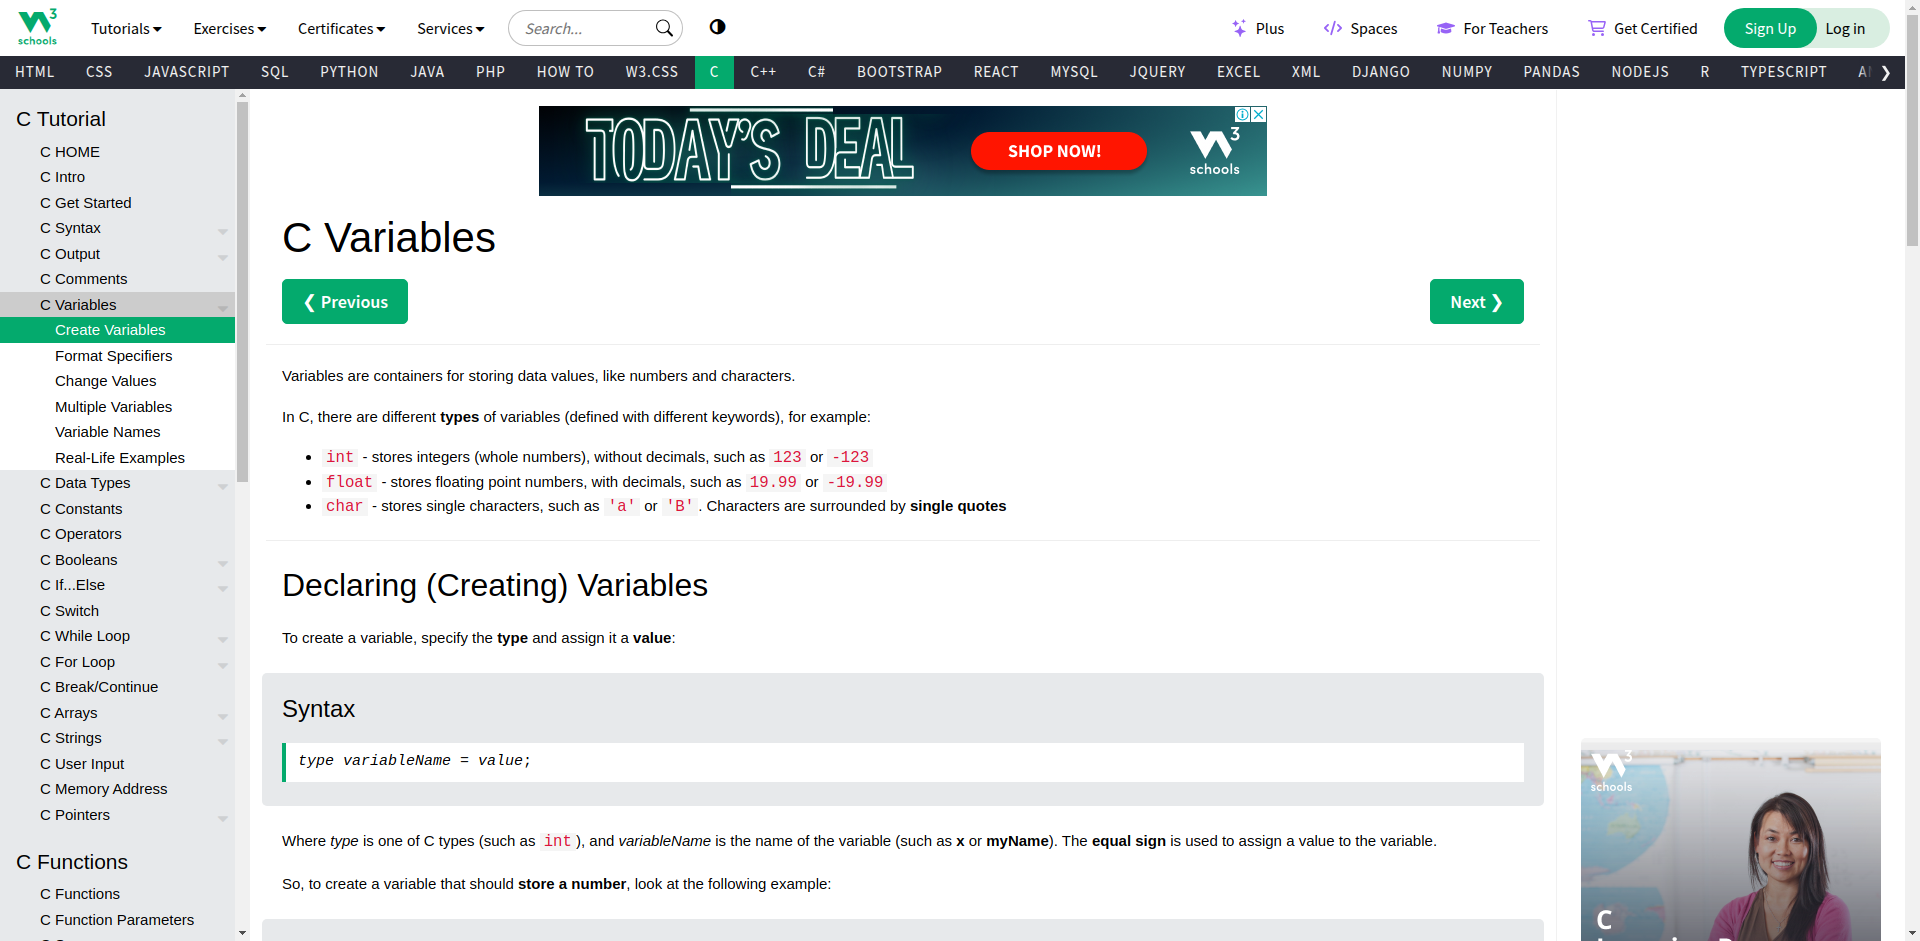 3
schools
Tutorials
Exercises
Certificates
Services
Search...
Plus
Spaces
For Teachers
Get Certified
Sign Up
Log in
HTML CSS JAVASCRIPT SQL PYTHON JAVA PHP HOW TO W3.CSS C C++ C# BOOTSTRAP REACT MYSQL JQUERY EXCEL XML DJANGO NUMPY PANDAS NODEJS R TYPESCRIPT
C Tutorial
C HOME
C Intro
C Get Started
C Syntax
C Output
C Comments
C Variables
Create Variables
Format Specifiers
Change Values
Multiple Variables
Variable Names
Real-Life Examples
C Data Types
C Constants
C Operators
C Booleans
C If...Else
C Switch
C While Loop
C For Loop
C Break/Continue
C Arrays
C Strings
C User Input
C Memory Address
C Pointers
C Functions
C Functions
C Function Parameters
TODAY'S DEAL
SHOP NOW!
3
schools
C Variables
❮ Previous
Next ❯
Variables are containers for storing data values, like numbers and characters.
In C, there are different types of variables (defined with different keywords), for example:
• int - stores integers (whole numbers), without decimals, such as 123 or -123
• float - stores floating point numbers, with decimals, such as 19.99 or -19.99
• char - stores single characters, such as 'a' or 'B'. Characters are surrounded by single quotes
Declaring (Creating) Variables
To create a variable, specify the type and assign it a value:
Syntax
type variableName = value;
Where type is one of C types (such as int), and variableName is the name of the variable (such as x or myName). The equal sign is used to assign a value to the variable.
So, to create a variable that should store a number, look at the following example:
3
schools
C